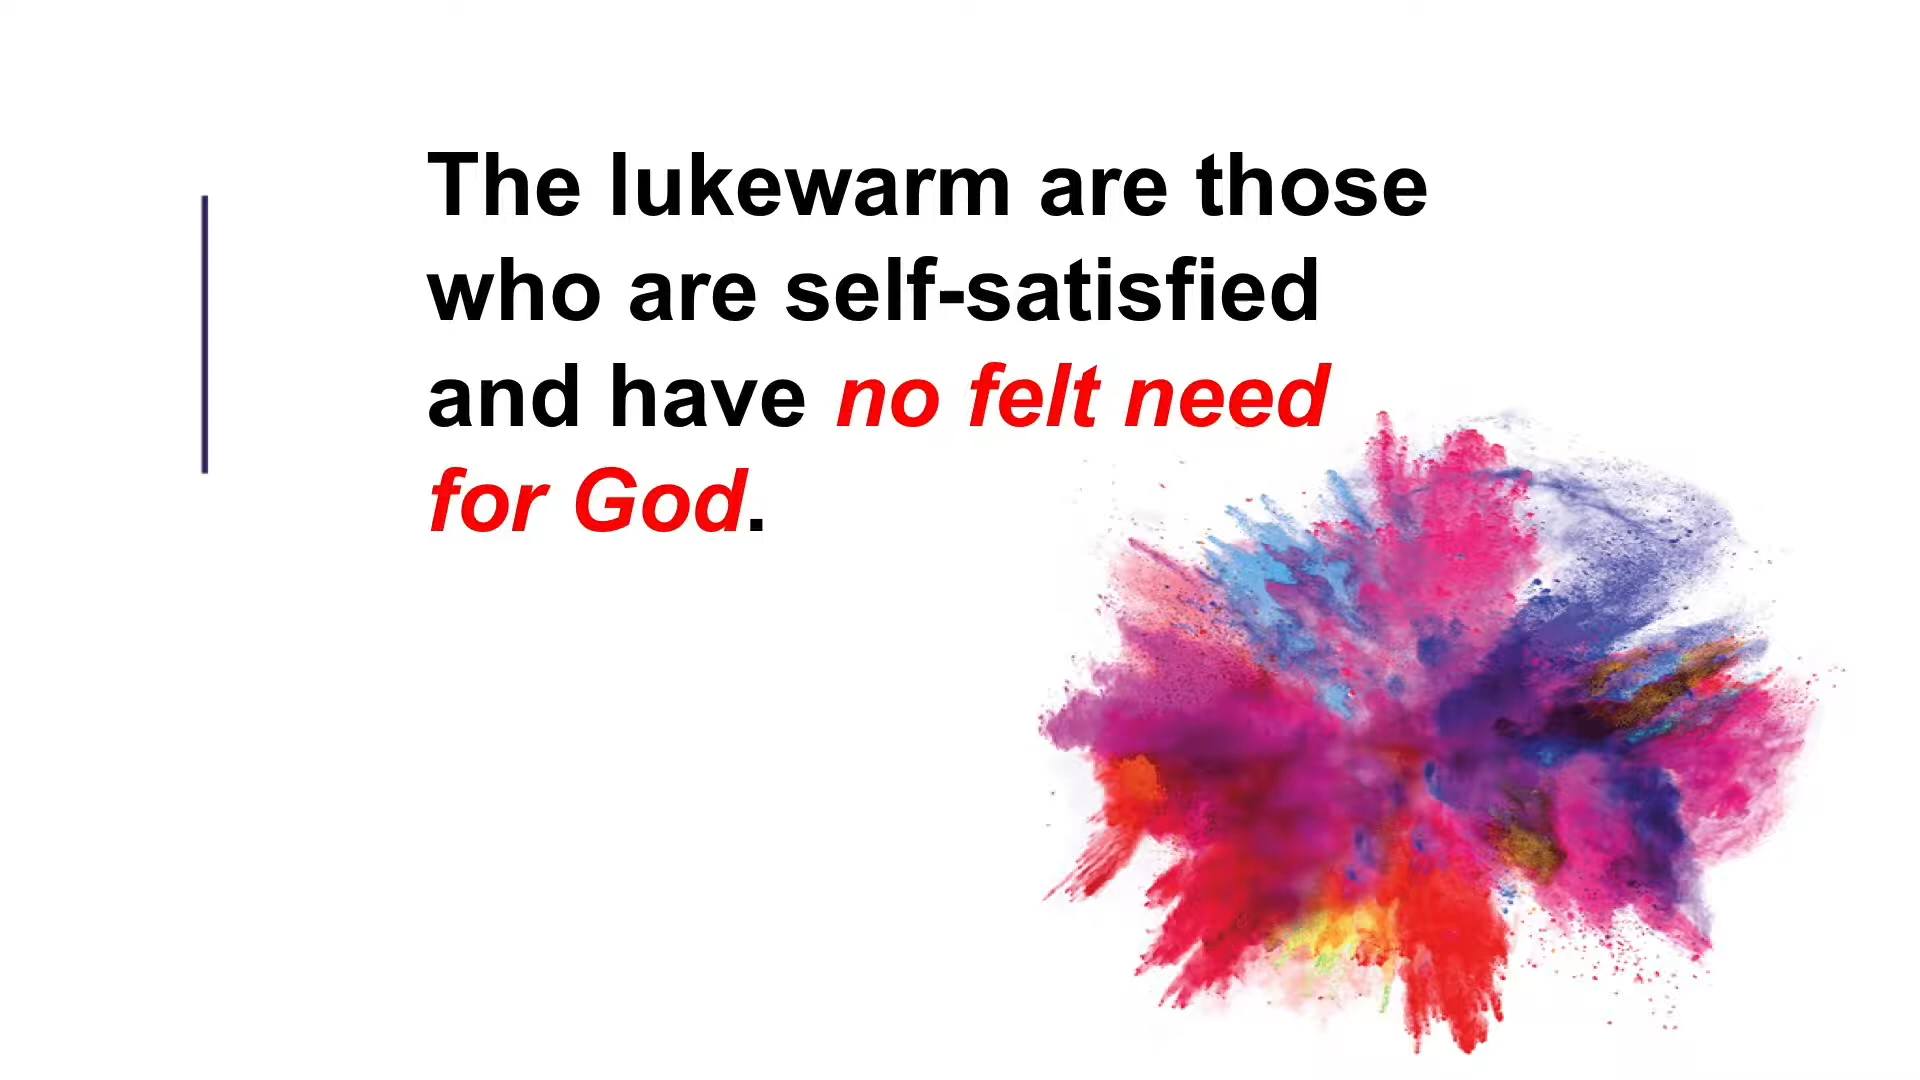 The lukewarm are those
who are self-satisfied
and have no felt need
for God.